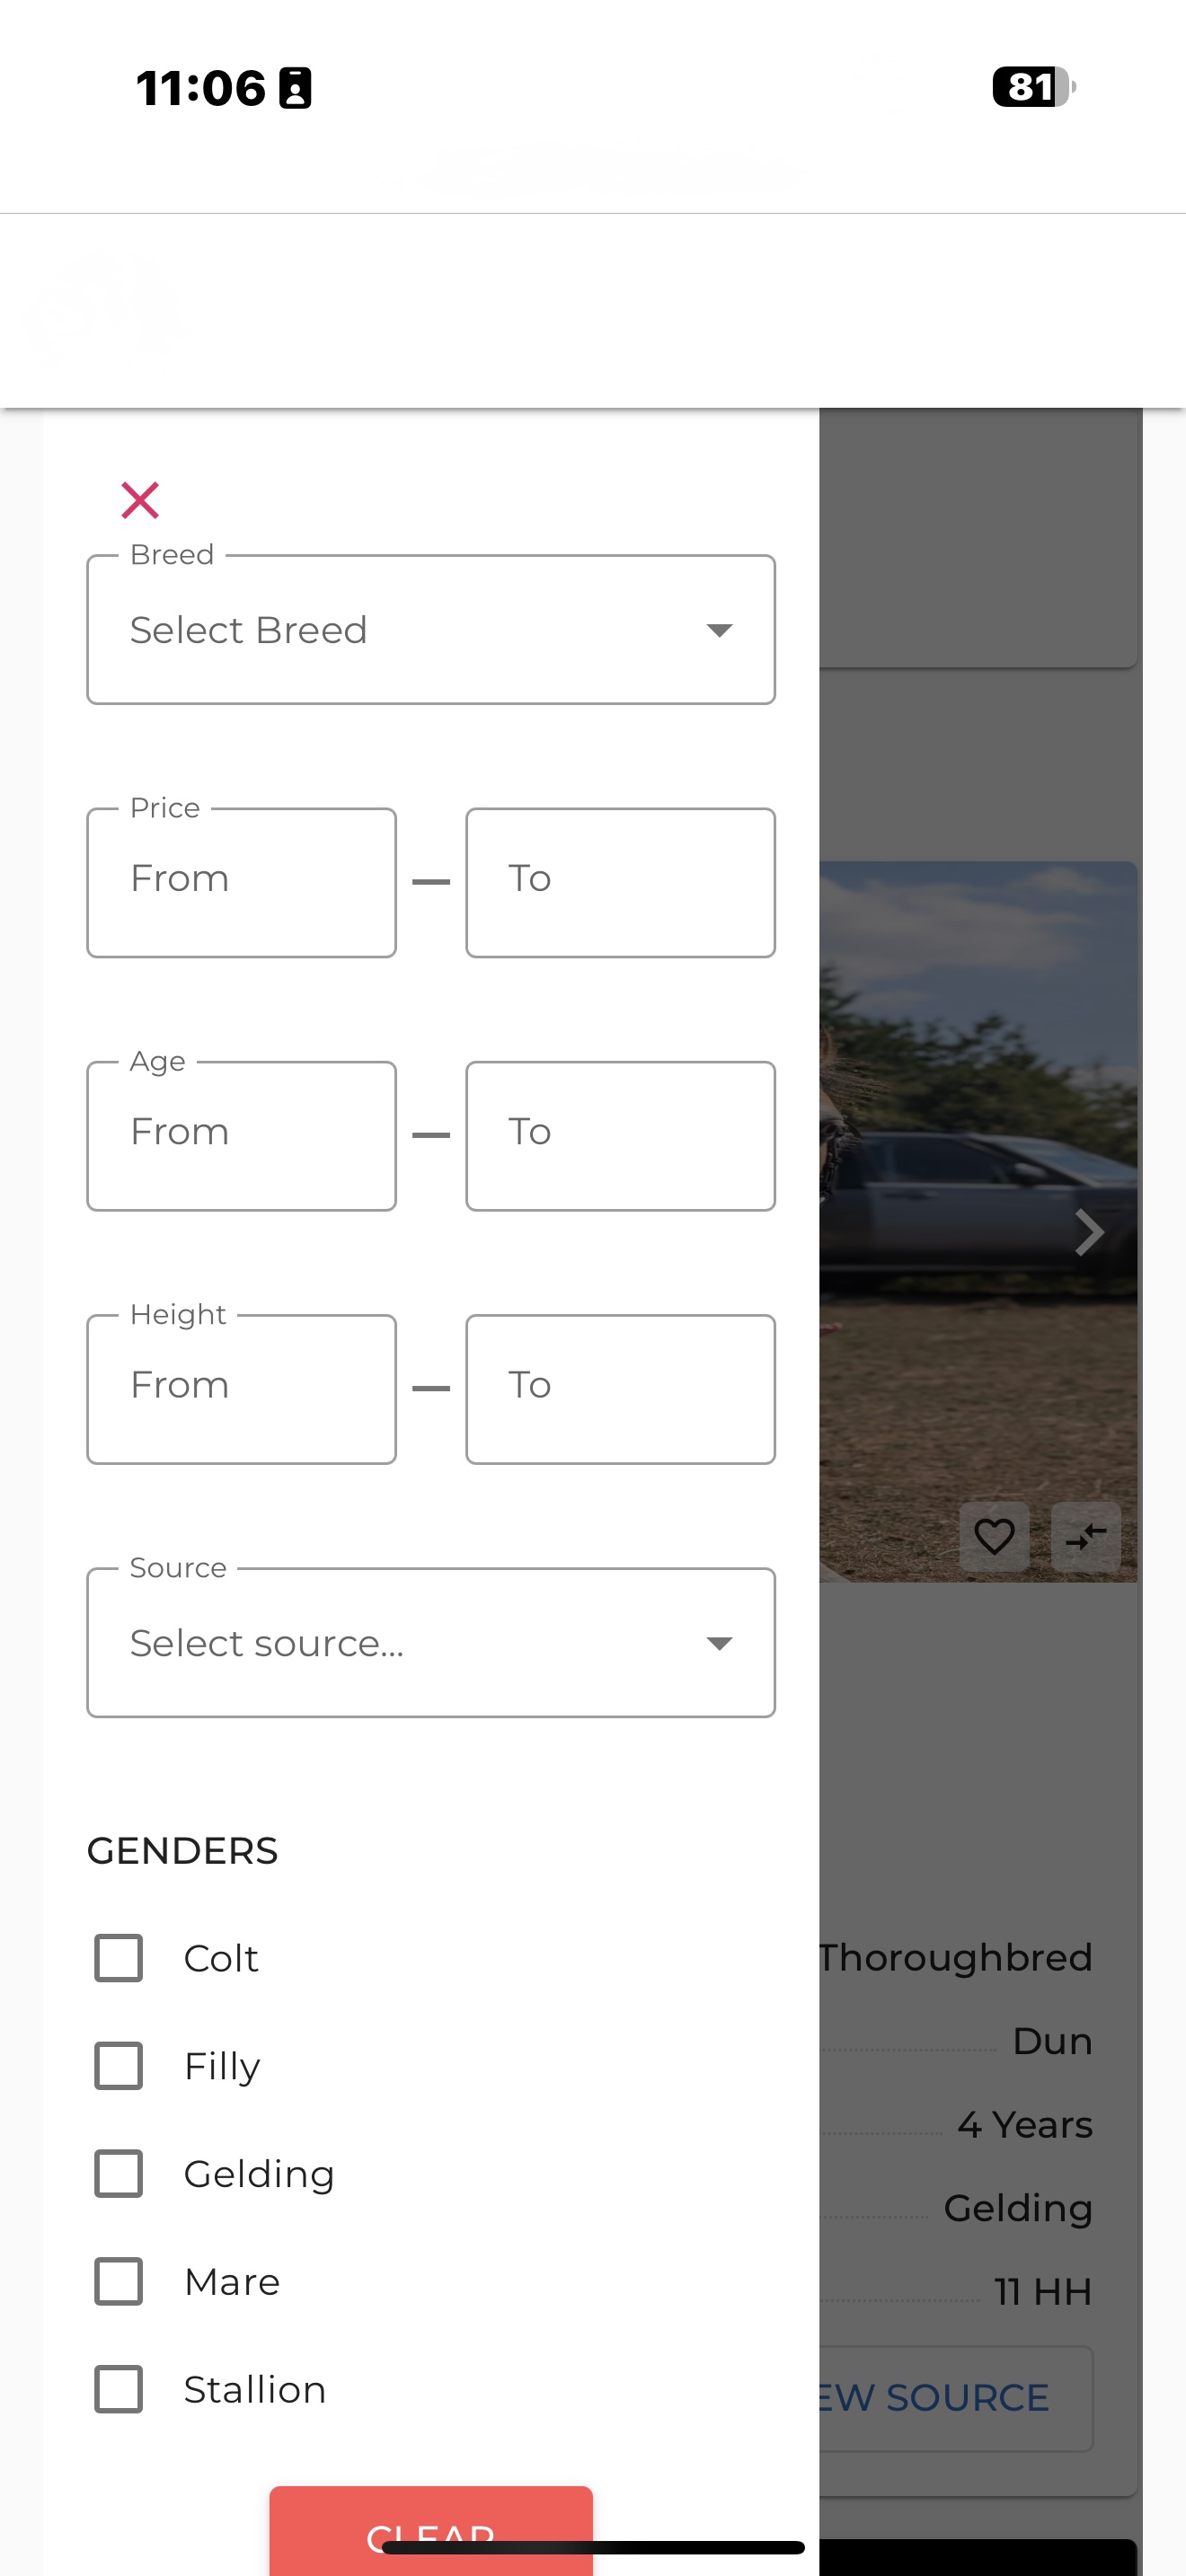 11:06
81
Breed
Select Breed
Price
From
To
Age
From
To
Height
From
To
Source
Select source...
GENDERS
Colt
Filly
Gelding
Mare
Stallion
CLEAR
Thoroughbred
Dun
4 Years
Gelding
11 HH
EW SOURCE